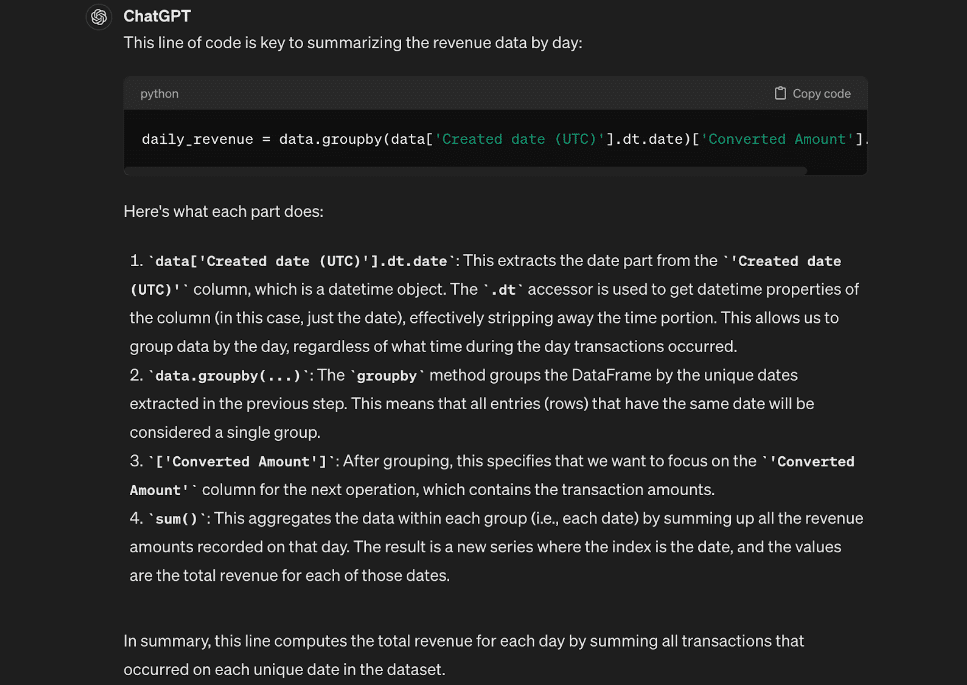 ChatGPT
This line of code is key to summarizing the revenue data by day:
python
Copy code
daily_revenue = data.groupby(data['Created date (UTC)'].dt.date)['Converted Amount'].
Here's what each part does:
1. `data['Created date (UTC)'].dt.date`: This extracts the date part from the `'Created date
(UTC)'` column, which is a datetime object. The `.dt` accessor is used to get datetime properties of
the column (in this case, just the date), effectively stripping away the time portion. This allows us to
group data by the day, regardless of what time during the day transactions occurred.
2. `data.groupby(...)`: The `groupby` method groups the DataFrame by the unique dates
extracted in the previous step. This means that all entries (rows) that have the same date will be
considered a single group.
3. `['Converted Amount']`: After grouping, this specifies that we want to focus on the `'Converted
Amount'` column for the next operation, which contains the transaction amounts.
4. `sum()`: This aggregates the data within each group (i.e., each date) by summing up all the revenue
amounts recorded on that day. The result is a new series where the index is the date, and the values
are the total revenue for each of those dates.
In summary, this line computes the total revenue for each day by summing all transactions that
occurred on each unique date in the dataset.